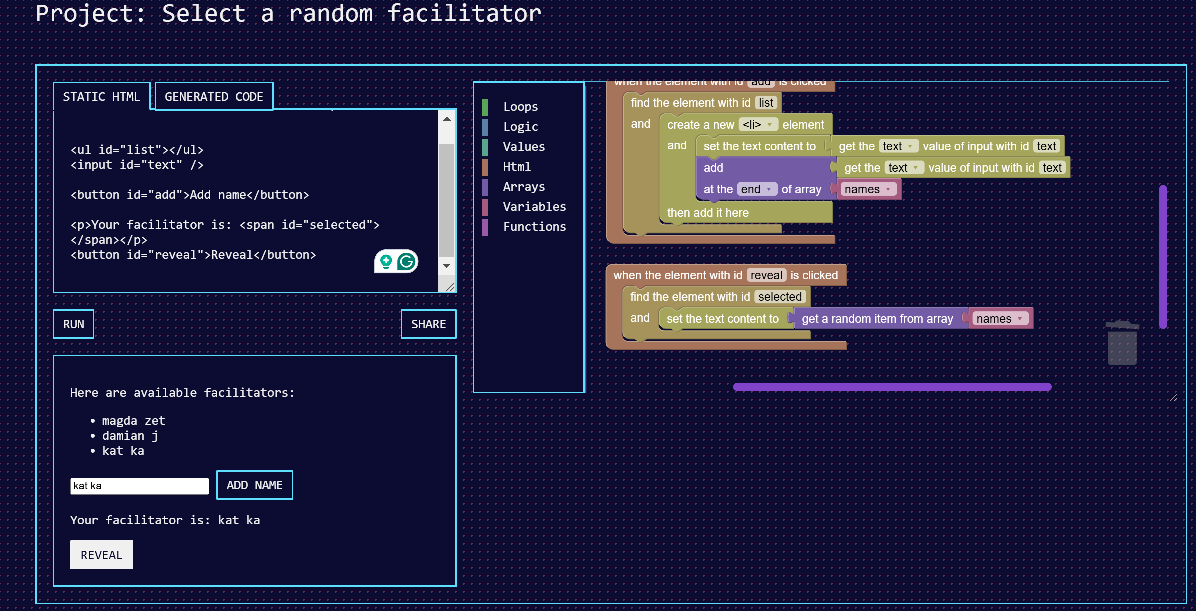 Project: Select a random facilitator
STATIC HTML
GENERATED CODE
<ul id="list"></ul>
<input id="text" />
<button id="add">Add name</button>
<p>Your facilitator is: <span id="selected">
</span></p>
<button id="reveal">Reveal</button>
RUN
SHARE
Here are available facilitators:
• magda zet
• damian j
• kat ka
kat ka
ADD NAME
Your facilitator is: kat ka
REVEAL
Loops
Logic
Values
Html
Arrays
Variables
Functions
when the element with id add is clicked
find the element with id list
and create a new <li> element
and set the text content to get the text value of input with id text
add get the text value of input with id text
at the end of array names
then add it here
when the element with id reveal is clicked
find the element with id selected
and set the text content to get a random item from array names